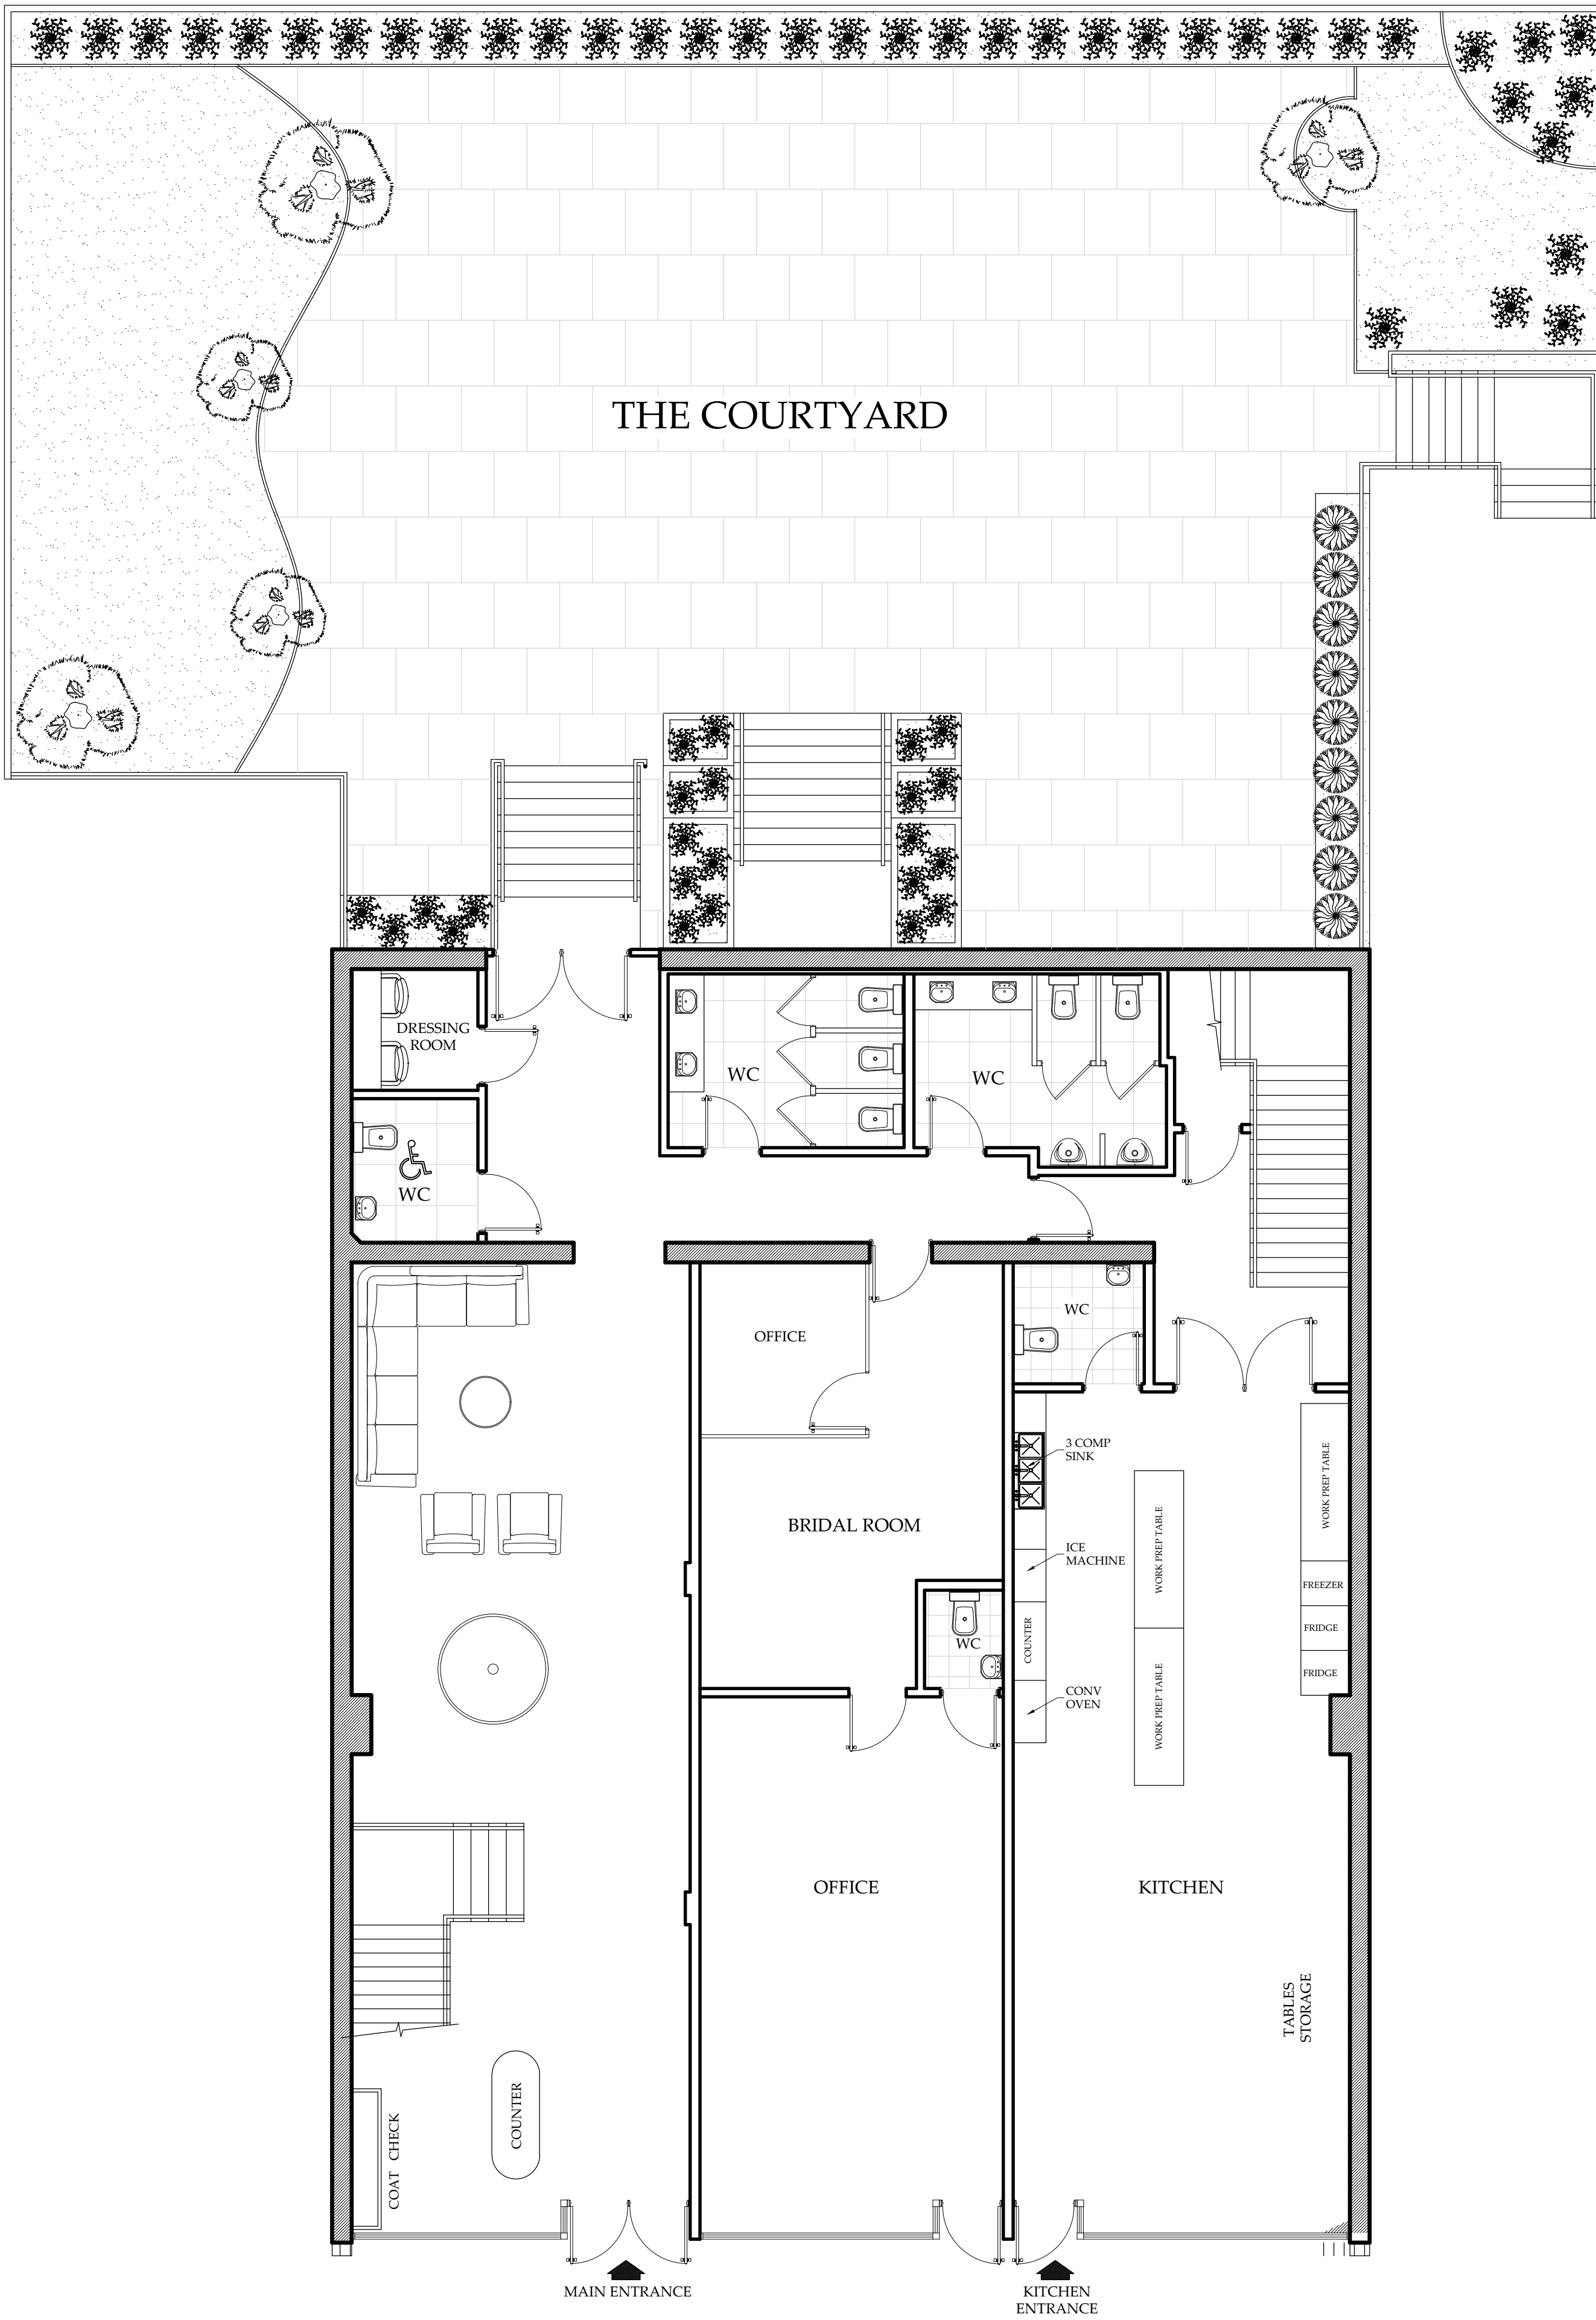 THE COURTYARD
DRESSING
ROOM
WC
WC
WC
WC
OFFICE
3 COMP
SINK
WORK PREP TABLE
WORK PREP TABLE
BRIDAL ROOM
ICE
MACHINE
FREEZER
FRIDGE
COUNTER
WC
FRIDGE
CONV
OVEN
WORK PREP TABLE
OFFICE
KITCHEN
TABLES
STORAGE
COUNTER
COAT CHECK
MAIN ENTRANCE
KITCHEN
ENTRANCE